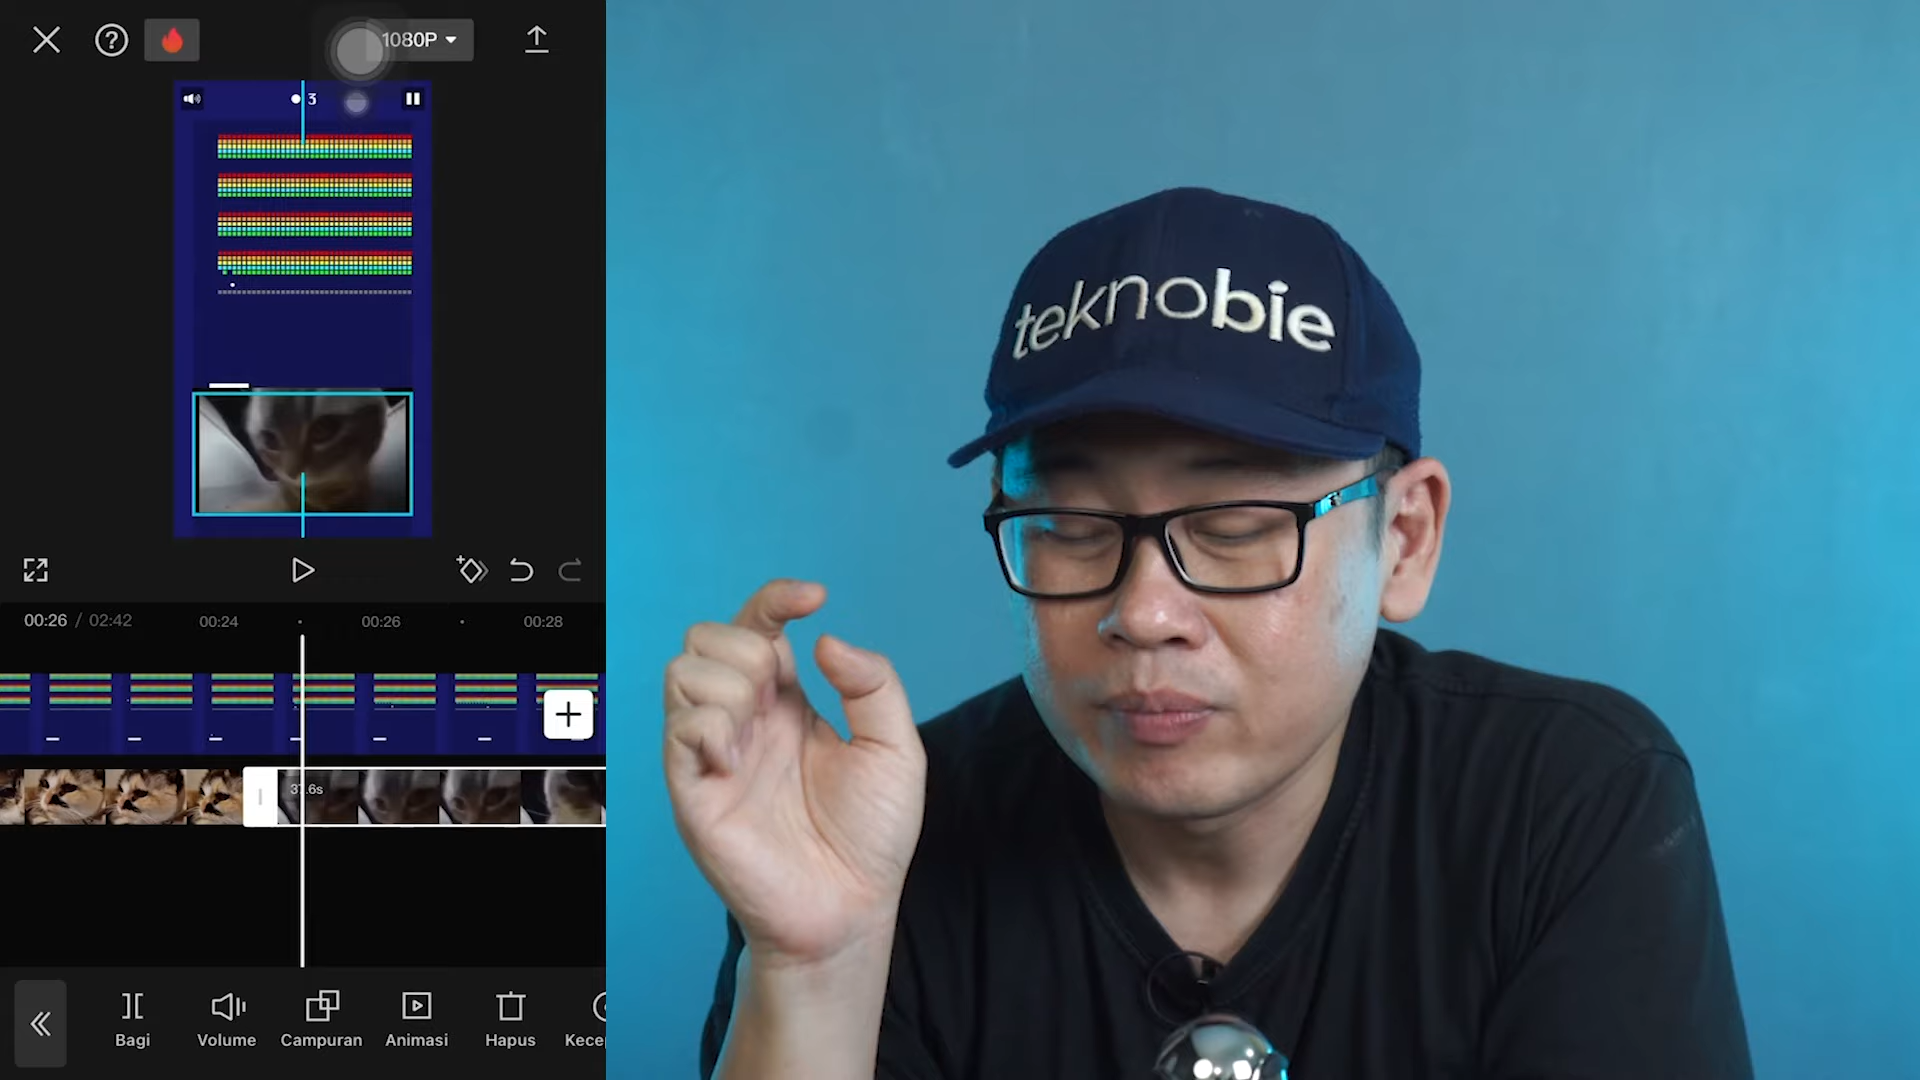 1080P
3
00:26 / 02:42
00:24
00:26
00:28
37.6s
Bagi
Volume
Campuran
Animasi
Hapus
Kecep
teknobie